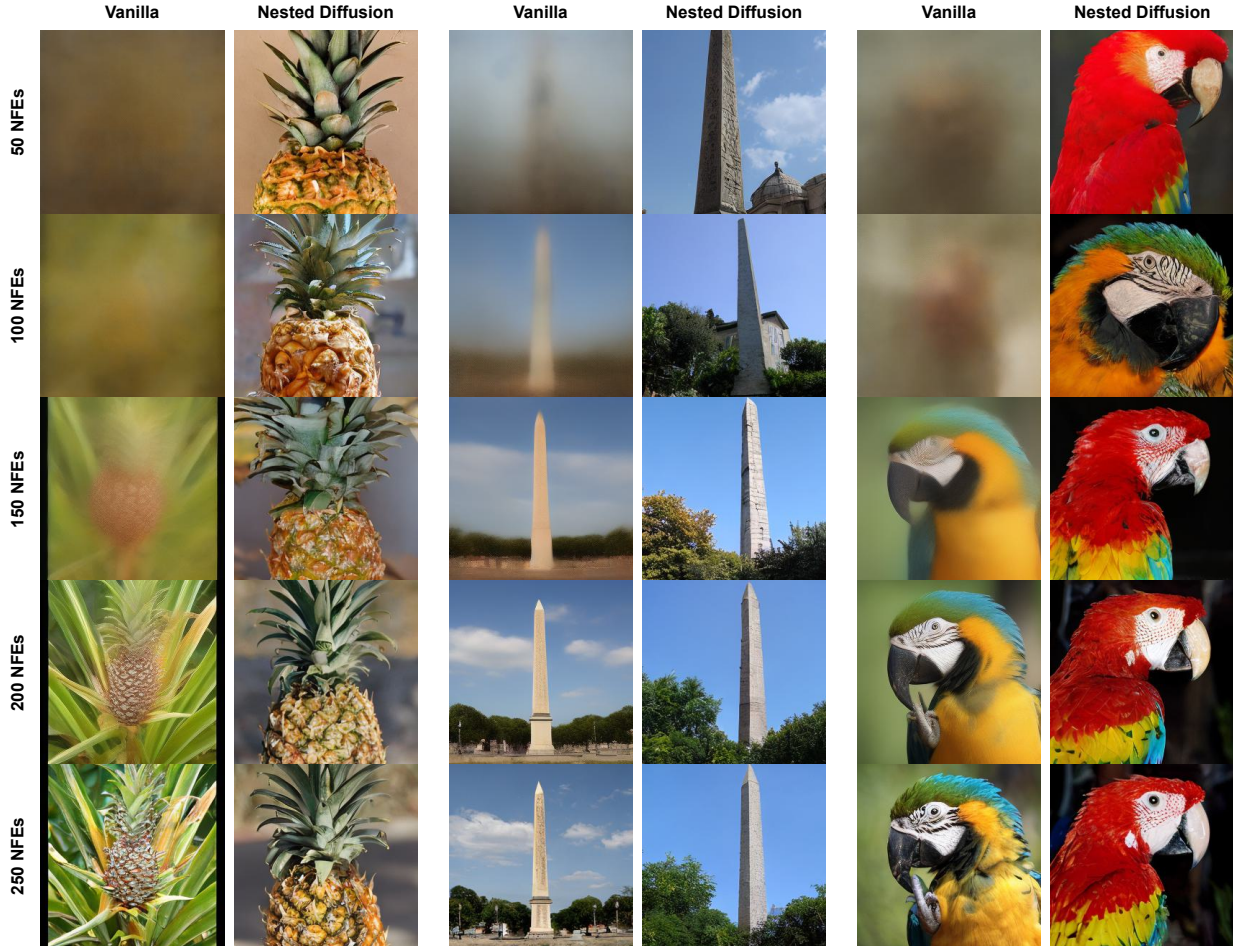 Vanilla Nested Diffusion Vanilla Nested Diffusion Vanilla Nested Diffusion
50 NFEs
100 NFEs
150 NFEs
200 NFEs
250 NFEs